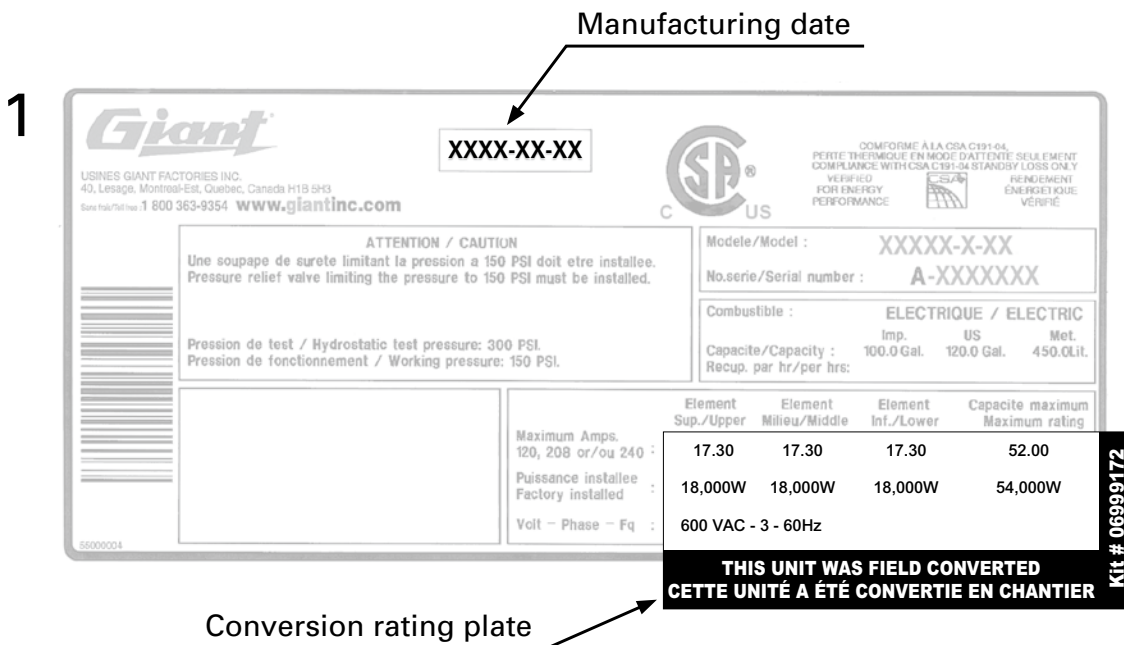 Manufacturing date
1
Giant
XXXX-XX-XX
USINES GIANT FACTORIES INC.
40, Lesage, Montreal-Est, Quebec, Canada H1B 5H3
Sans frais/Toll free :1 800 363-9354 www.giantinc.com
CSA®
C US
COMFORME À LA CSA C191-04,
PERTE THERMIQUE EN MODE D'ATTENTE SEULEMENT
COMPLIANCE WITH CSA C191-04 STANDBY LOSS ONLY
VERIFIED
FOR ENERGY
PERFORMANCE
CSA
RENDEMENT
ÉNERGETIQUE
VÉRIFIÉ
ATTENTION / CAUTION
Une soupape de surete limitant la pression a 150 PSI doit etre installee.
Pressure relief valve limiting the pressure to 150 PSI must be installed.
Pression de test / Hydrostatic test pressure: 300 PSI.
Pression de fonctionnement / Working pressure: 150 PSI.
Modele/Model : XXXXX-X-XX
No.serie/Serial number : A-XXXXXXX
Combustible : ELECTRIQUE / ELECTRIC
Imp. US Met.
Capacite/Capacity : 100.0 Gal. 120.0 Gal. 450.0Lit.
Recup. par hr/per hrs:
Element Element Element Capacite maximum
Sup./Upper Milieu/Middle Inf./Lower Maximum rating
Maximum Amps.
120, 208 or/ou 240 : 17.30 17.30 17.30 52.00
Puissance installee
Factory installed : 18,000W 18,000W 18,000W 54,000W
Volt - Phase - Fq : 600 VAC - 3 - 60Hz
THIS UNIT WAS FIELD CONVERTED
CETTE UNITÉ A ÉTÉ CONVERTIE EN CHANTIER
Kit # 06999172
55000004
Conversion rating plate